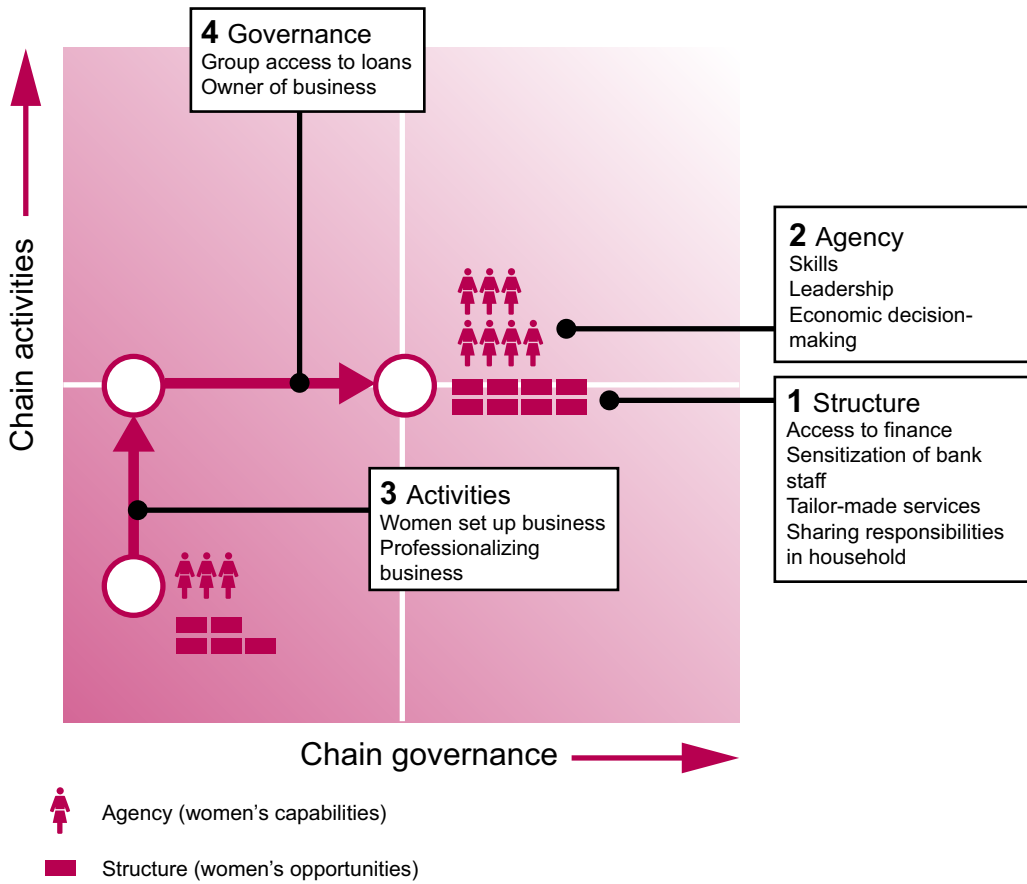 4 Governance
Group access to loans
Owner of business
Chain activities
2 Agency
Skills
Leadership
Economic decision-
making
1 Structure
Access to finance
Sensitization of bank
staff
Tailor-made services
Sharing responsibilities
in household
3 Activities
Women set up business
Professionalizing
business
Chain governance
Agency (women’s capabilities)
Structure (women’s opportunities)